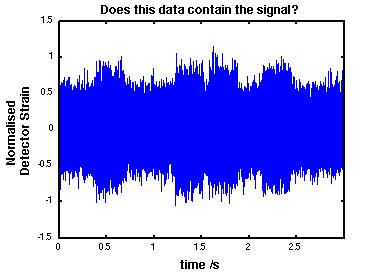 Does this data contain the signal?
1.5
1
0.5
0
-0.5
-1
-1.5
Normalised
Detector Strain
0 0.5 1 1.5 2 2.5
time /s